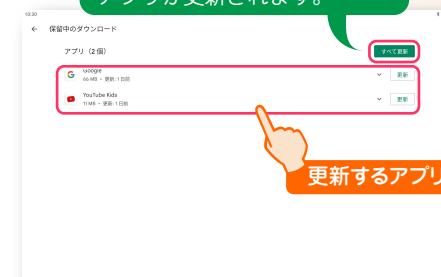 アプリが更新されます。
10:30
← 保留中のダウンロード
アプリ（2 個）
すべて更新
Google
66 MB • 更新: 1 日前
更新
YouTube Kids
11 MB • 更新: 1 日前
更新
更新するアプリ